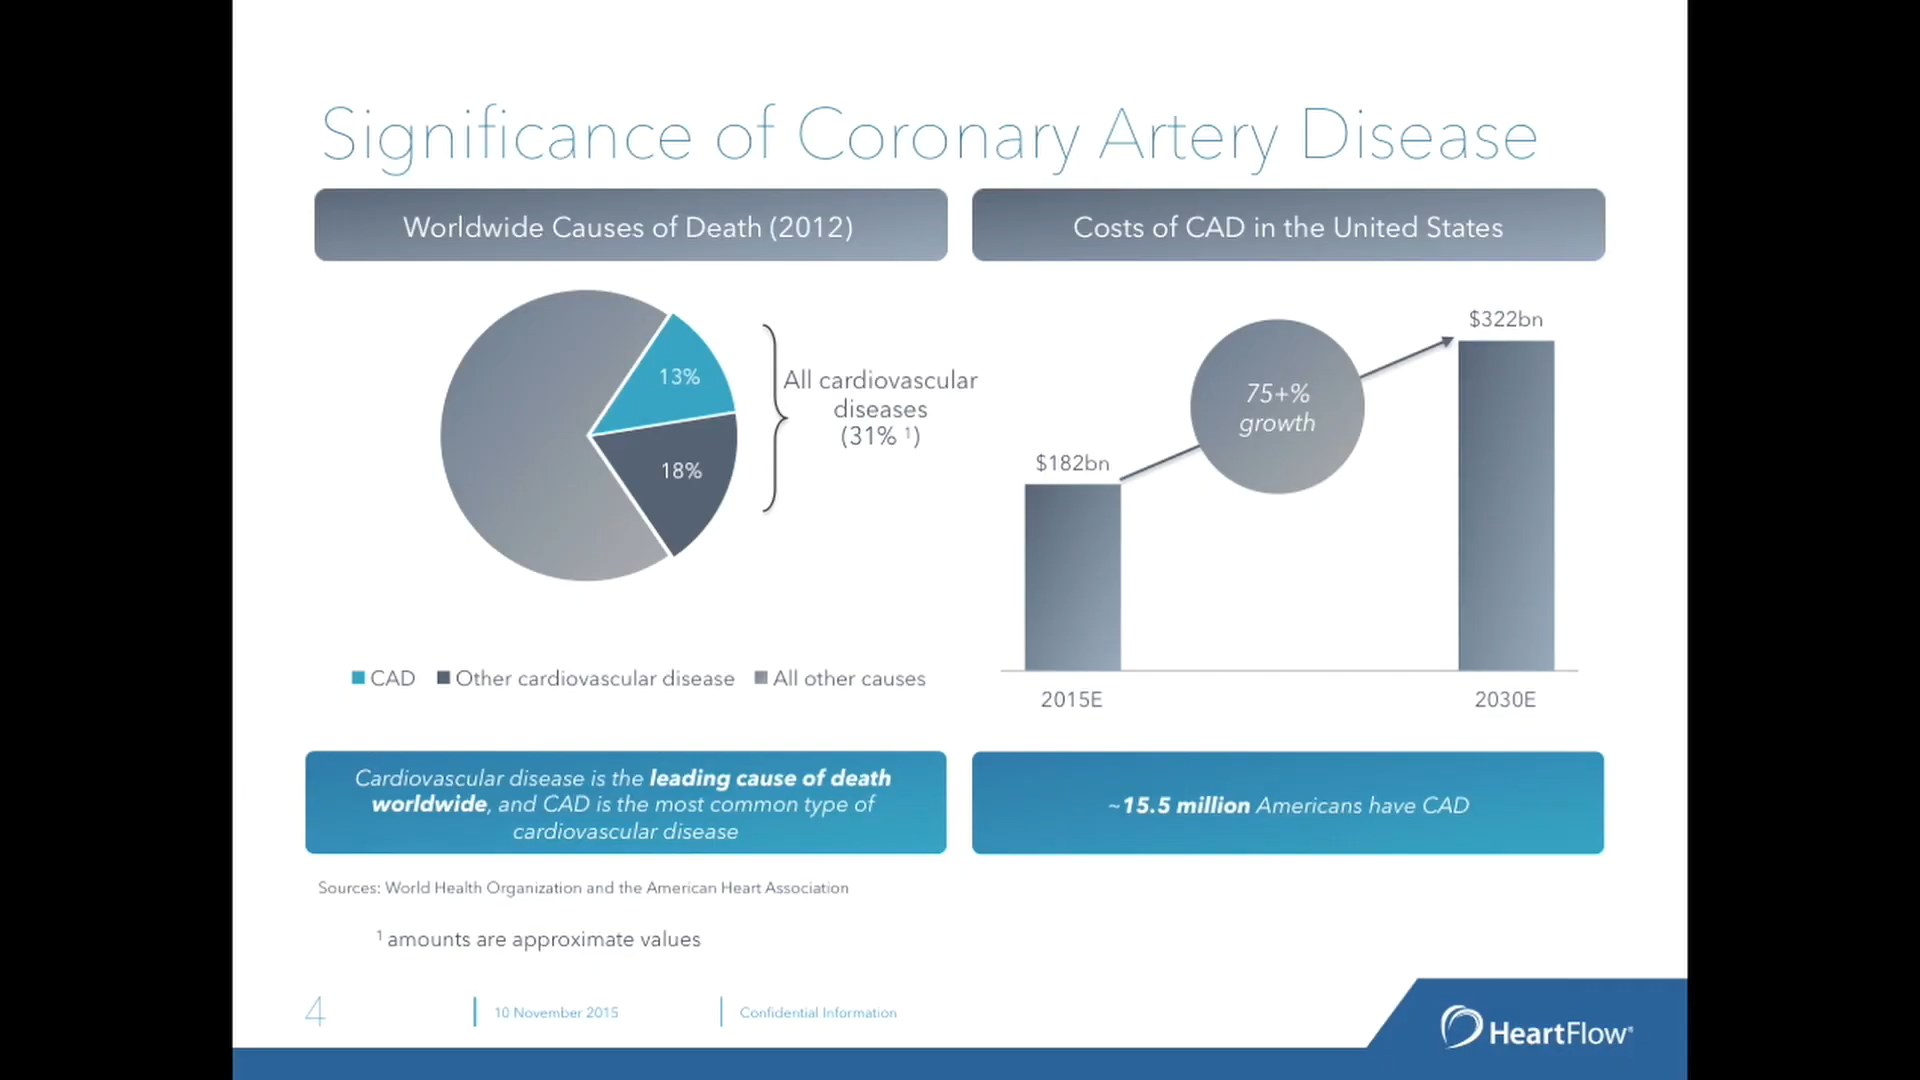 Significance of Coronary Artery Disease
Worldwide Causes of Death (2012)
13%
18%
All cardiovascular
diseases
(31% ¹)
CAD
Other cardiovascular disease
All other causes
Cardiovascular disease is the leading cause of death
worldwide, and CAD is the most common type of
cardiovascular disease
Costs of CAD in the United States
$182bn
75+%
growth
$322bn
2015E
2030E
~15.5 million Americans have CAD
Sources: World Health Organization and the American Heart Association
¹ amounts are approximate values
4
10 November 2015
Confidential Information
HeartFlow®